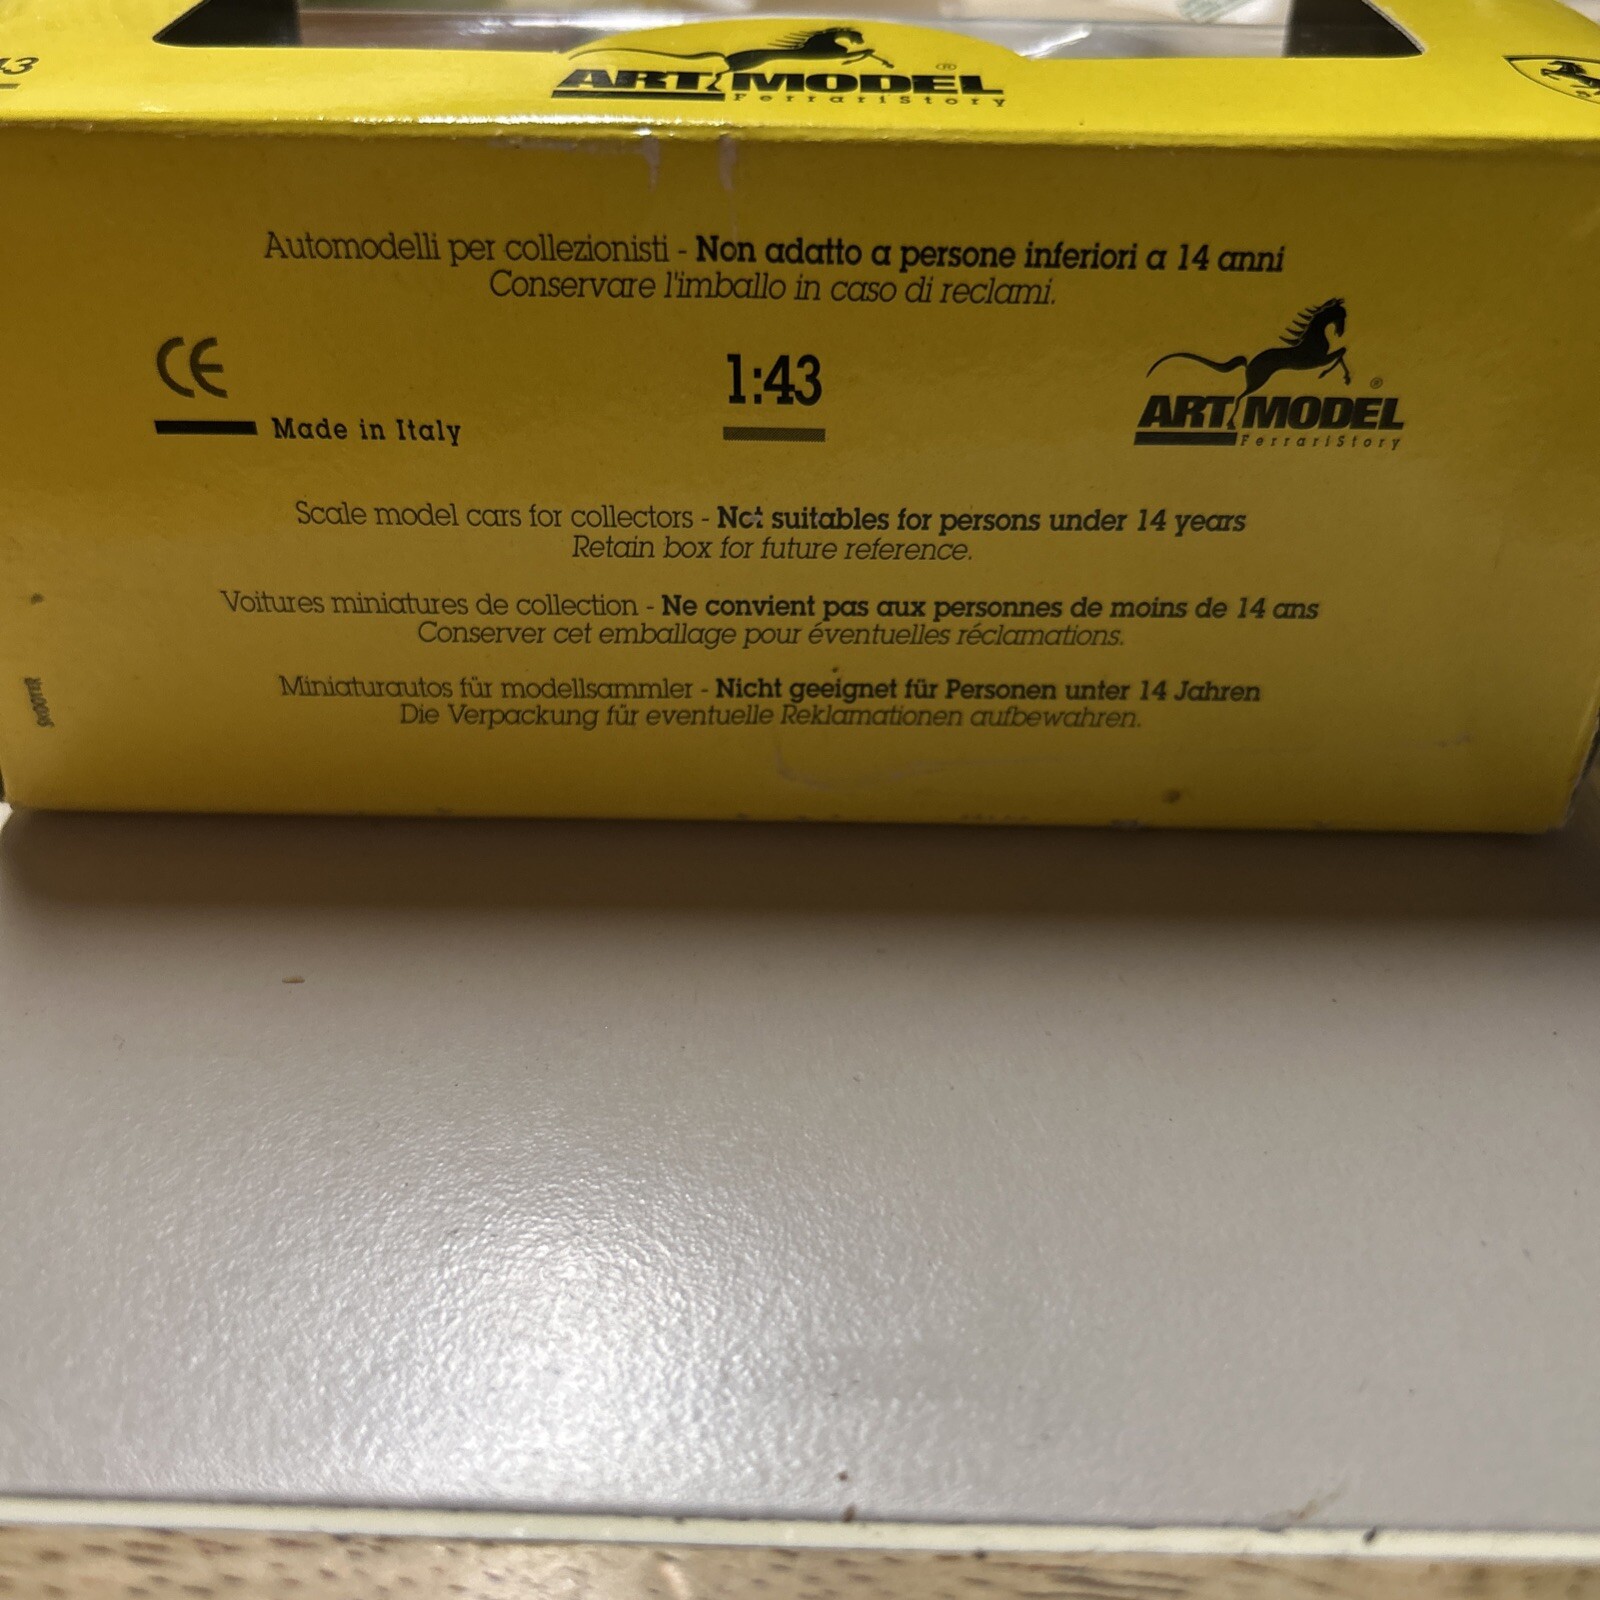 43
ART MODEL ®
FerrariStory
Automodelli per collezionisti - Non adatto a persone inferiori a 14 anni
Conservare l'imballo in caso di reclami.
CE
1:43
Made in Italy
ART MODEL ®
FerrariStory
Scale model cars for collectors - Not suitables for persons under 14 years
Retain box for future reference.
Voitures miniatures de collection - Ne convient pas aux personnes de moins de 14 ans
Conserver cet emballage pour éventuelles réclamations.
Miniaturautos für modellsammler - Nicht geeignet für Personen unter 14 Jahren
Die Verpackung für eventuelle Reklamationen aufbewahren.